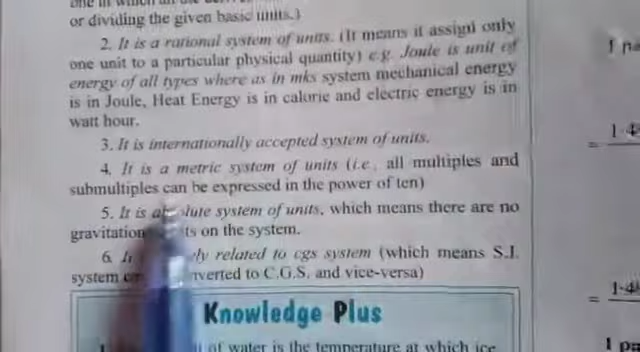 or dividing the given basic units.)
2. It is a rational system of units. (It means it assign only
one unit to a particular physical quantity) e.g. Joule is unit of
energy of all types where as in mks system mechanical energy
is in Joule, Heat Energy is in calorie and electric energy is in
watt hour.
3. It is internationally accepted system of units.
4. It is a metric system of units (i.e., all multiples and
submultiples can be expressed in the power of ten)
5. It is system of units, which means there are no
on the system.
6. related to cgs system (which means S.I.
system to C.G.S. and vice-versa)
Knowledge Plus
of water is the temperature at which ice
1 pa
=
=
1 pa